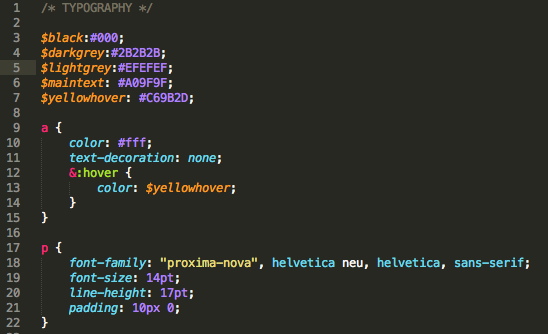 1 /* TYPOGRAPHY */
2
3 $black:#000;
4 $darkgrey:#2B2B2B;
5 $lightgrey:#EFEFEF;
6 $maintext: #A09F9F;
7 $yellowhover: #C69B2D;
8
9 a {
10 color: #fff;
11 text-decoration: none;
12 &:hover {
13 color: $yellowhover;
14 }
15 }
16
17 p {
18 font-family: "proxima-nova", helvetica neu, helvetica, sans-serif;
19 font-size: 14pt;
20 line-height: 17pt;
21 padding: 10px 0;
22 }